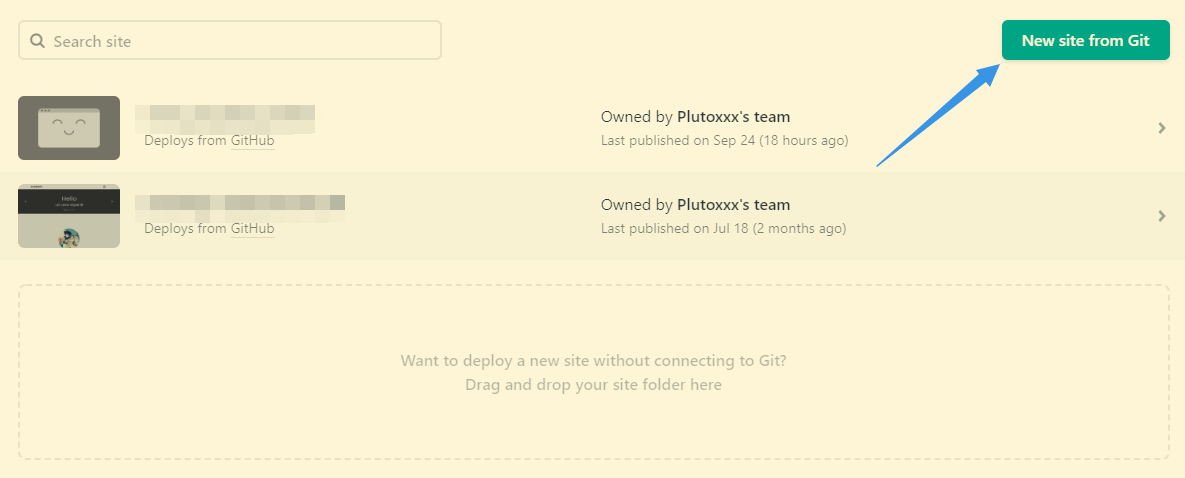 Search site
New site from Git
Deploys from GitHub
Owned by Plutoxxx's team
Last published on Sep 24 (18 hours ago)
Hello
Deploys from GitHub
Owned by Plutoxxx's team
Last published on Jul 18 (2 months ago)
Want to deploy a new site without connecting to Git?
Drag and drop your site folder here